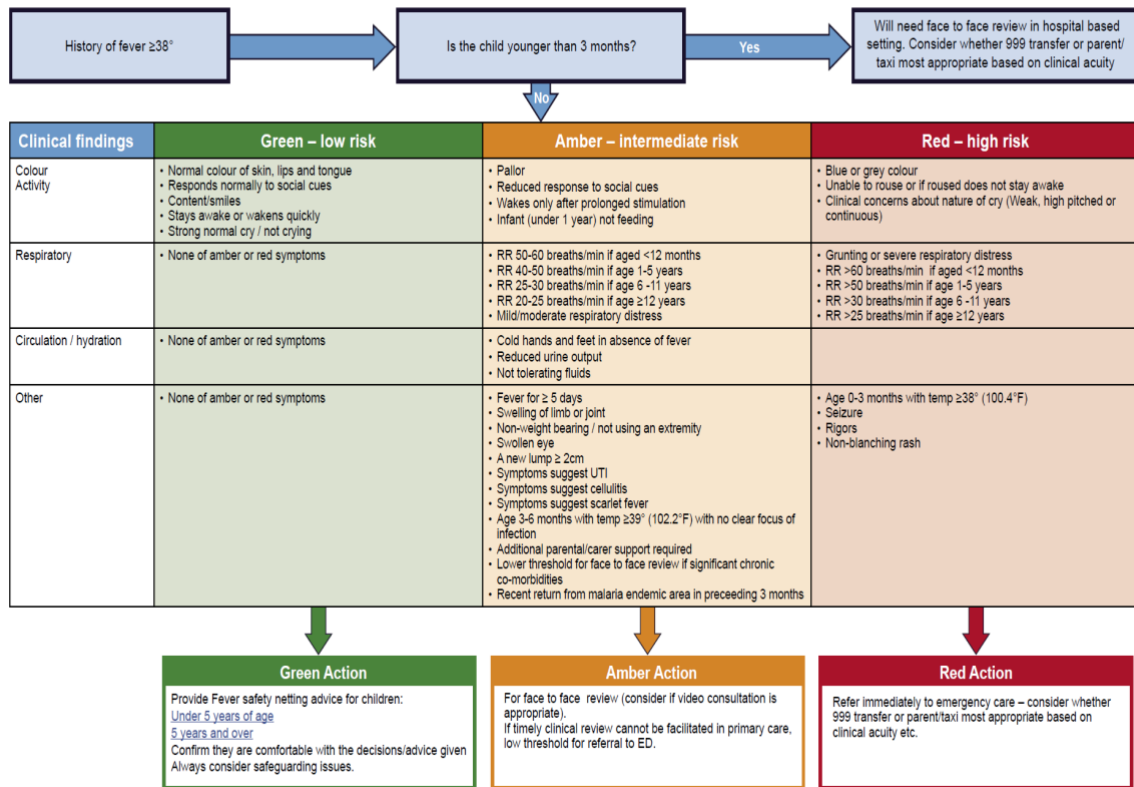 History of fever ≥38°
Is the child younger than 3 months?
Yes
Will need face to face review in hospital based
setting. Consider whether 999 transfer or parent/
taxi most appropriate based on clinical acuity
No
Clinical findings
Green – low risk
Amber – intermediate risk
Red – high risk
Colour
Activity
• Normal colour of skin, lips and tongue
• Responds normally to social cues
• Content/smiles
• Stays awake or wakens quickly
• Strong normal cry / not crying
• Pallor
• Reduced response to social cues
• Wakes only after prolonged stimulation
• Infant (under 1 year) not feeding
• Blue or grey colour
• Unable to rouse or if roused does not stay awake
• Clinical concerns about nature of cry (Weak, high pitched or
continuous)
Respiratory
• None of amber or red symptoms
• RR 50-60 breaths/min if aged <12 months
• RR 40-50 breaths/min if age 1-5 years
• RR 25-30 breaths/min if age 6 -11 years
• RR 20-25 breaths/min if age ≥12 years
• Mild/moderate respiratory distress
• Grunting or severe respiratory distress
• RR >60 breaths/min if aged <12 months
• RR >50 breaths/min if age 1-5 years
• RR >30 breaths/min if age 6 -11 years
• RR >25 breaths/min if age ≥12 years
Circulation / hydration
• None of amber or red symptoms
• Cold hands and feet in absence of fever
• Reduced urine output
• Not tolerating fluids
Other
• None of amber or red symptoms
• Fever for ≥ 5 days
• Swelling of limb or joint
• Non-weight bearing / not using an extremity
• Swollen eye
• A new lump ≥ 2cm
• Symptoms suggest UTI
• Symptoms suggest cellulitis
• Symptoms suggest scarlet fever
• Age 3-6 months with temp ≥39° (102.2°F) with no clear focus of
infection
• Additional parental/carer support required
• Lower threshold for face to face review if significant chronic
co-morbidities
• Recent return from malaria endemic area in preceeding 3 months
• Age 0-3 months with temp ≥38° (100.4°F)
• Seizure
• Rigors
• Non-blanching rash
Green Action
Provide Fever safety netting advice for children:
Under 5 years of age
5 years and over
Confirm they are comfortable with the decisions/advice given
Always consider safeguarding issues.
Amber Action
For face to face review (consider if video consultation is
appropriate).
If timely clinical review cannot be facilitated in primary care,
low threshold for referral to ED.
Red Action
Refer immediately to emergency care – consider whether
999 transfer or parent/taxi most appropriate based on
clinical acuity etc.